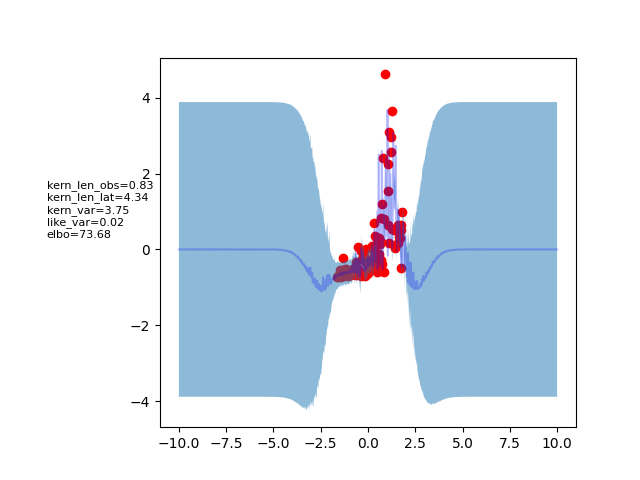 4
2
0
−2
−4
kern_len_obs=0.83
kern_len_lat=4.34
kern_var=3.75
like_var=0.02
elbo=73.68
−10.0 −7.5 −5.0 −2.5 0.0 2.5 5.0 7.5 10.0